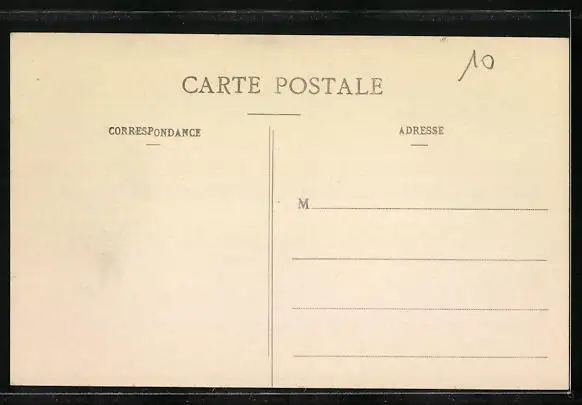 10
CARTE POSTALE
CORRESPONDANCE
ADRESSE
M